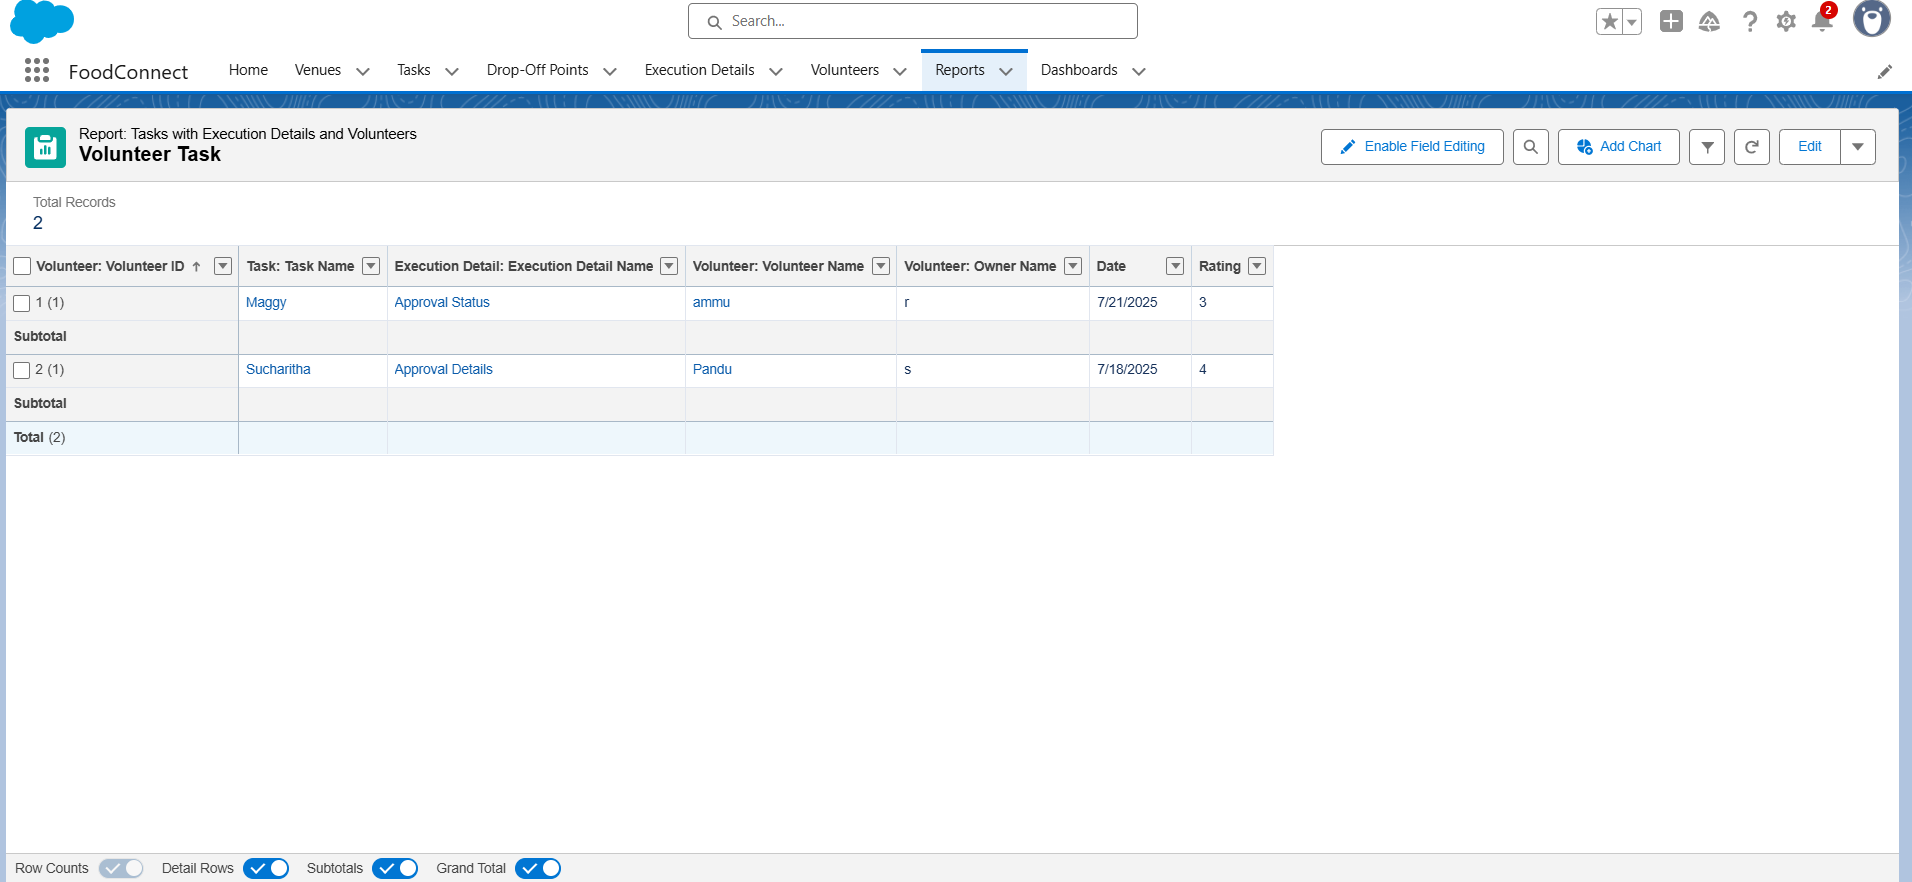 Search...
2
FoodConnect Home Venues Tasks Drop-Off Points Execution Details Volunteers Reports Dashboards
Report: Tasks with Execution Details and Volunteers
Volunteer Task
Enable Field Editing Add Chart Edit
Total Records
2
Volunteer: Volunteer ID ↑ Task: Task Name Execution Detail: Execution Detail Name Volunteer: Volunteer Name Volunteer: Owner Name Date Rating
1 (1) Maggy Approval Status ammu r 7/21/2025 3
Subtotal
2 (1) Sucharitha Approval Details Pandu s 7/18/2025 4
Subtotal
Total (2)
Row Counts Detail Rows Subtotals Grand Total